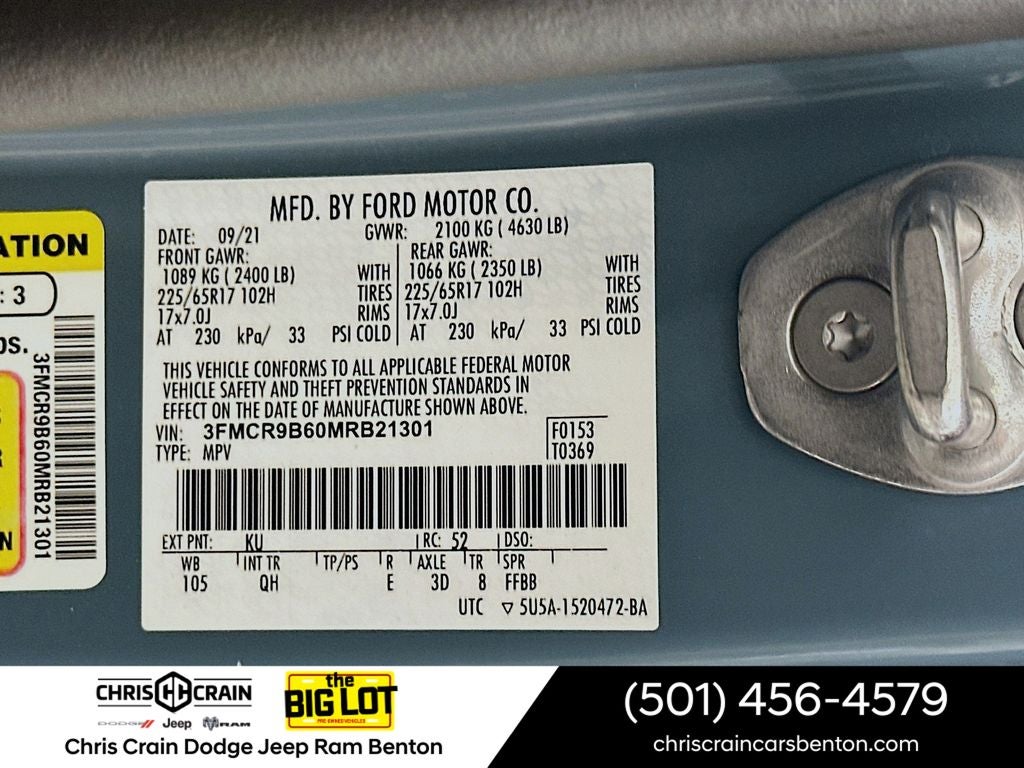 ATION
: 3
bs.
3FMCR9B60MRB21301
R
N
MFD. BY FORD MOTOR CO.
DATE: 09/21 GVWR: 2100 KG ( 4630 LB)
FRONT GAWR: REAR GAWR:
1089 KG ( 2400 LB) WITH 1066 KG ( 2350 LB) WITH
225/65R17 102H TIRES 225/65R17 102H TIRES
17x7.0J RIMS 17x7.0J RIMS
AT 230 kPa/ 33 PSI COLD AT 230 kPa/ 33 PSI COLD
THIS VEHICLE CONFORMS TO ALL APPLICABLE FEDERAL MOTOR
VEHICLE SAFETY AND THEFT PREVENTION STANDARDS IN
EFFECT ON THE DATE OF MANUFACTURE SHOWN ABOVE.
VIN: 3FMCR9B60MRB21301 F0153
TYPE: MPV T0369
EXT PNT: KU RC: 52 DSO:
WB INT TR TP/PS R AXLE TR SPR
105 QH E 3D 8 FFBB
UTC ▽ 5U5A-1520472-BA
CHRIS CRAIN
DODGE Jeep RAM
the
BIG LOT
PRE-OWNED VEHICLES
Chris Crain Dodge Jeep Ram Benton
(501) 456-4579
chriscraincarsbenton.com